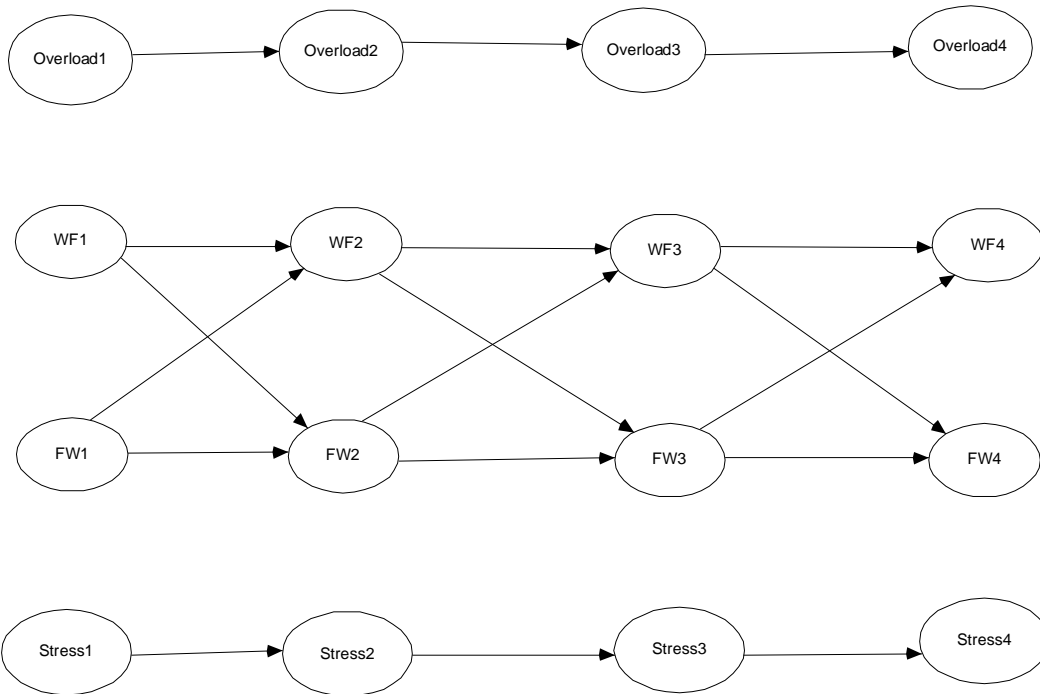 Overload1
Overload2
Overload3
Overload4
WF1
WF2
WF3
WF4
FW1
FW2
FW3
FW4
Stress1
Stress2
Stress3
Stress4